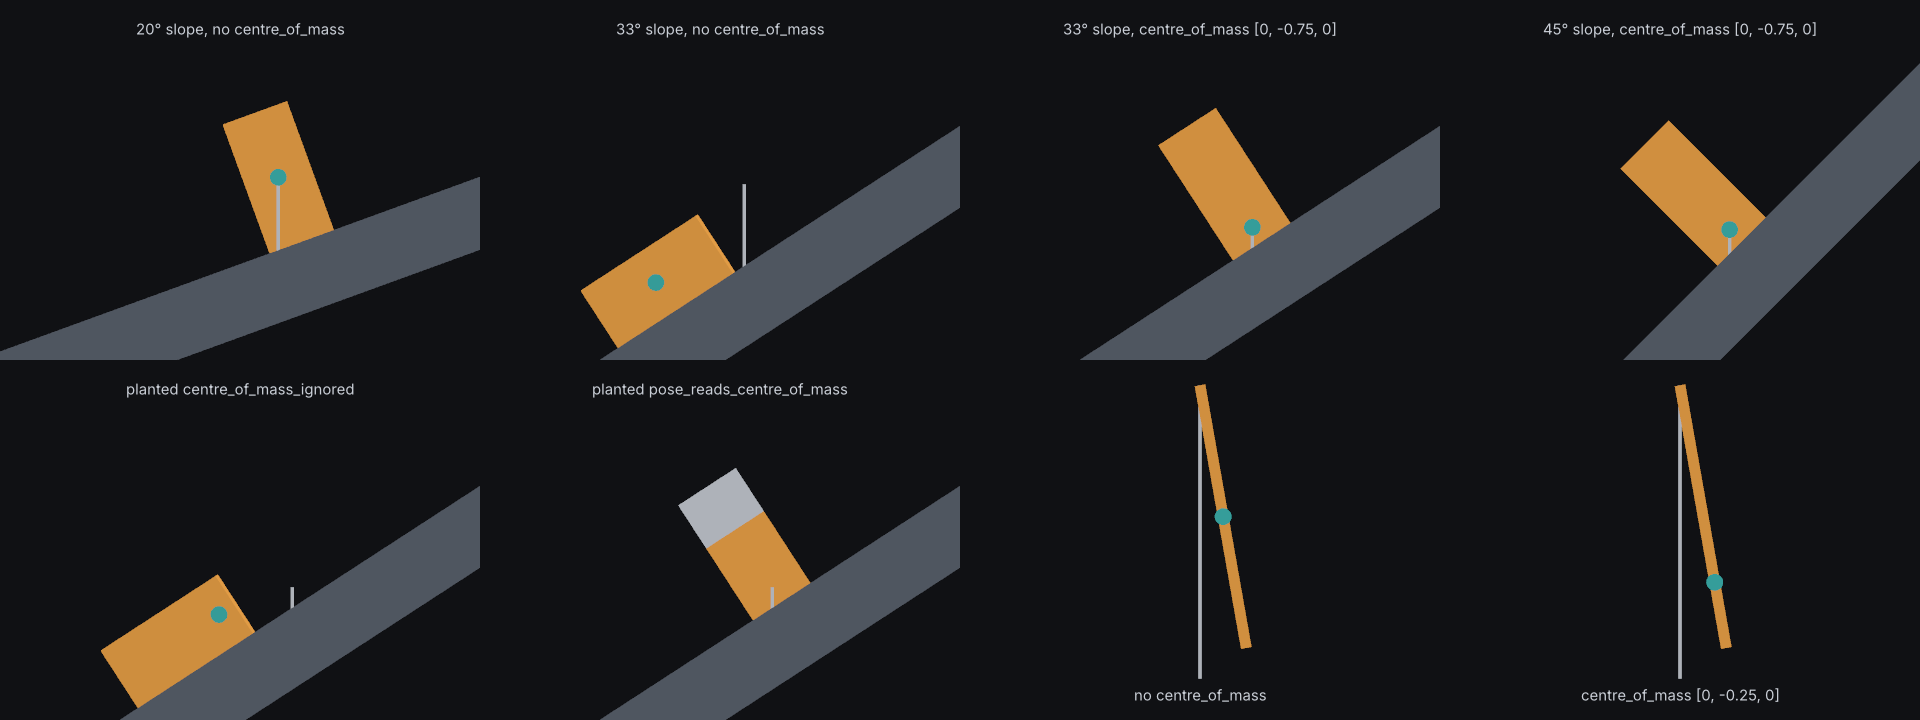 20° slope, no centre_of_mass
33° slope, no centre_of_mass
33° slope, centre_of_mass [0, -0.75, 0]
45° slope, centre_of_mass [0, -0.75, 0]
planted centre_of_mass_ignored
planted pose_reads_centre_of_mass
no centre_of_mass
centre_of_mass [0, -0.25, 0]